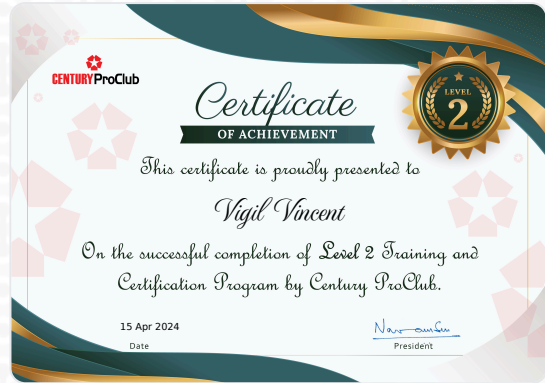 CENTURY ProClub
Certificate
OF ACHIEVEMENT
LEVEL
2
This certificate is proudly presented to
Vigil Vincent
On the successful completion of Level 2 Training and
Certification Program by Century ProClub.
15 Apr 2024
Date
President